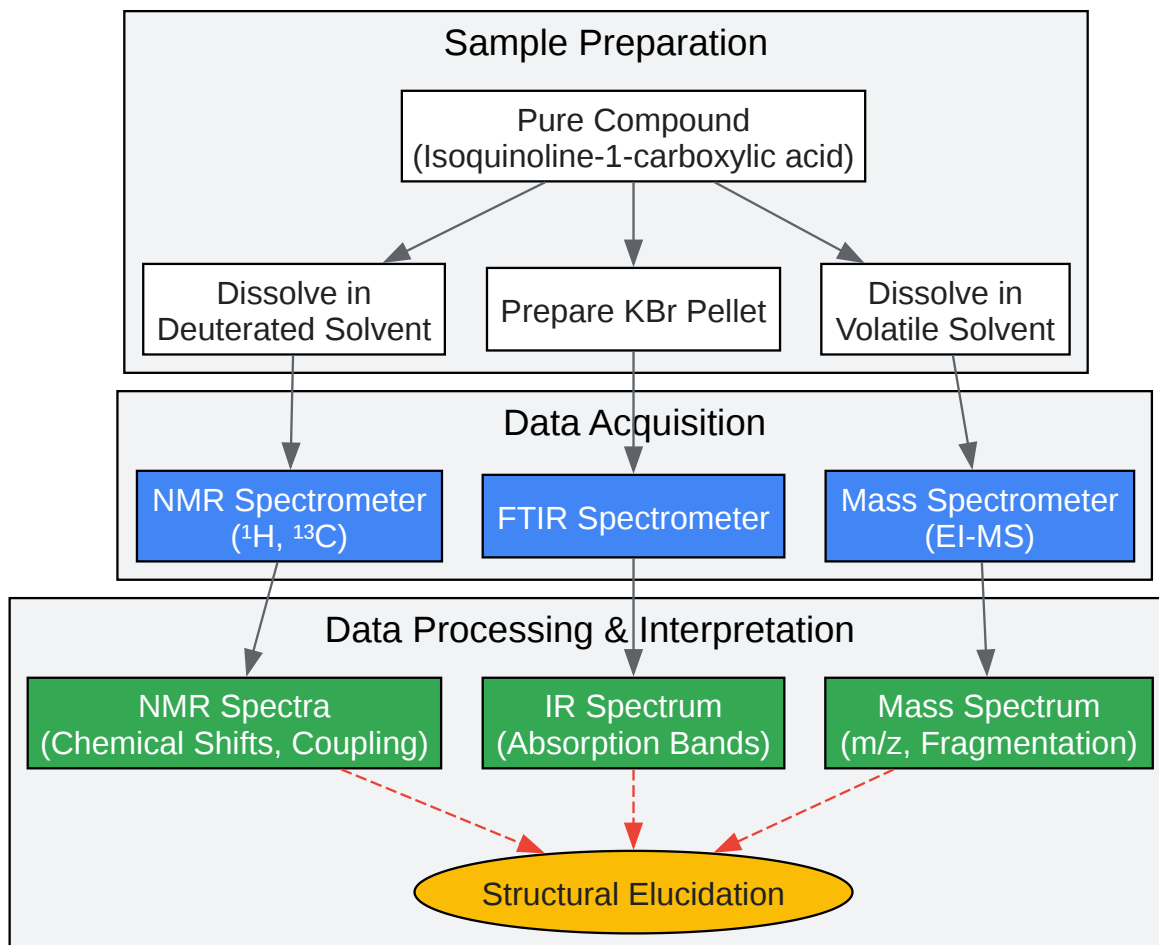 Sample Preparation
Pure Compound
(Isoquinoline-1-carboxylic acid)
Dissolve in
Deuterated Solvent
Prepare KBr Pellet
Dissolve in
Volatile Solvent
Data Acquisition
NMR Spectrometer
(¹H, ¹³C)
FTIR Spectrometer
Mass Spectrometer
(EI-MS)
Data Processing & Interpretation
NMR Spectra
(Chemical Shifts, Coupling)
IR Spectrum
(Absorption Bands)
Mass Spectrum
(m/z, Fragmentation)
Structural Elucidation